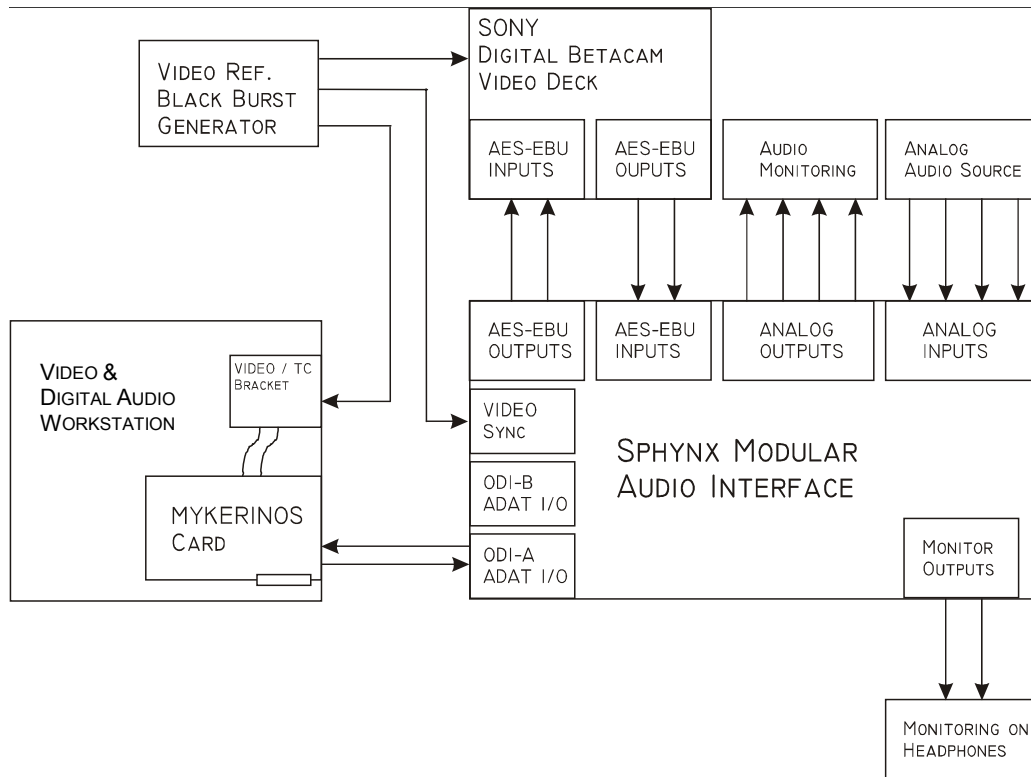 SONY
DIGITAL BETACAM
VIDEO DECK
VIDEO REF.
BLACK BURST
GENERATOR
AES-EBU
INPUTS
AES-EBU
OUPUTS
AUDIO
MONITORING
ANALOG
AUDIO SOURCE
AES-EBU
OUTPUTS
AES-EBU
INPUTS
ANALOG
OUTPUTS
ANALOG
INPUTS
VIDEO &
DIGITAL AUDIO
WORKSTATION
VIDEO / TC
BRACKET
MYKERINOS
CARD
VIDEO
SYNC
ODI-B
ADAT I/O
ODI-A
ADAT I/O
SPHYNX MODULAR
AUDIO INTERFACE
MONITOR
OUTPUTS
MONITORING ON
HEADPHONES